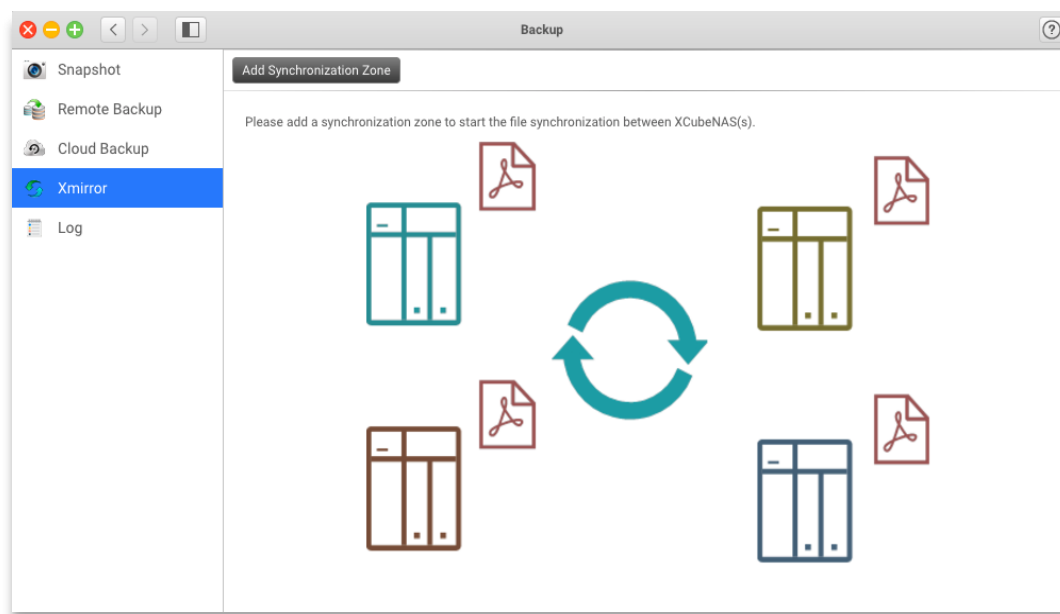 Backup
Snapshot
Remote Backup
Cloud Backup
Xmirror
Log
Add Synchronization Zone
Please add a synchronization zone to start the file synchronization between XCubeNAS(s).